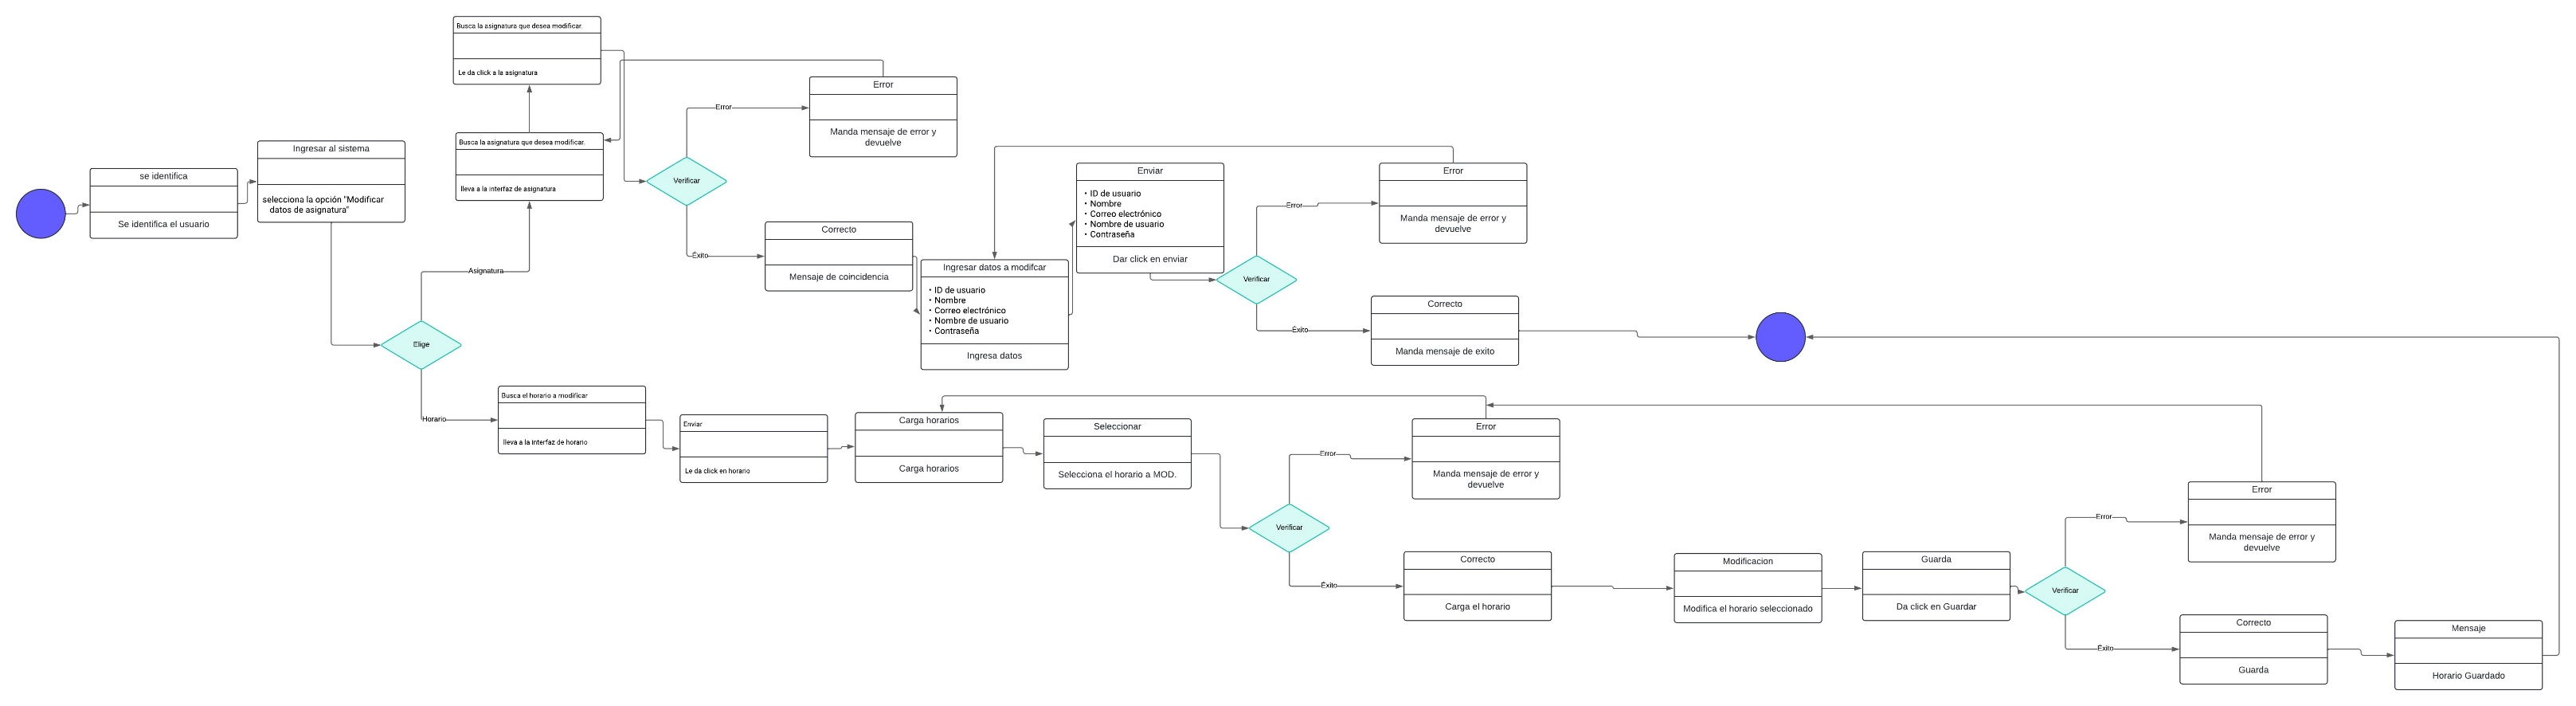 Busca la asignatura que desea modificar.
Le da click a la asignatura
Error
Manda mensaje de error y
devuelve
Error
Busca la asignatura que desea modificar.
lleva a la interfaz de asignatura
Ingresar al sistema
selecciona la opción "Modificar
datos de asignatura"
se identifica
Se identifica el usuario
Verificar
Éxito
Correcto
Mensaje de coincidencia
Asignatura
Elige
Horario
Ingresar datos a modifcar
• ID de usuario
• Nombre
• Correo electrónico
• Nombre de usuario
• Contraseña
Ingresa datos
Enviar
• ID de usuario
• Nombre
• Correo electrónico
• Nombre de usuario
• Contraseña
Dar click en enviar
Error
Manda mensaje de error y
devuelve
Error
Verificar
Éxito
Correcto
Manda mensaje de exito
Busca el horario a modificar
lleva a la interfaz de horario
Enviar
Le da click en horario
Carga horarios
Carga horarios
Seleccionar
Selecciona el horario a MOD.
Error
Error
Manda mensaje de error y
devuelve
Verificar
Éxito
Correcto
Carga el horario
Modificacion
Modifica el horario seleccionado
Guarda
Da click en Guardar
Error
Error
Manda mensaje de error y
devuelve
Verificar
Éxito
Correcto
Guarda
Mensaje
Horario Guardado